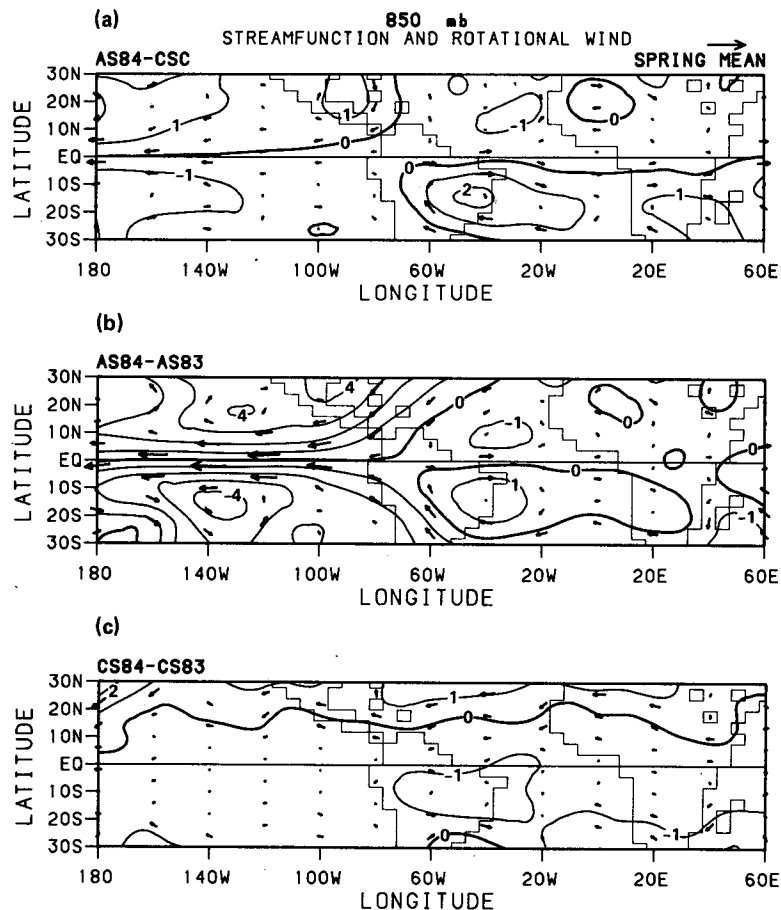 (a)
850 mb
STREAMFUNCTION AND ROTATIONAL WIND
AS84-CSC
SPRING MEAN
30N
20N
10N
EQ
10S
20S
30S
LATITUDE
1
1
0
-1
0
0
-1
2
1
180 140W 100W 60W 20W 20E 60E
LONGITUDE
(b)
AS84-AS83
30N
20N
10N
EQ
10S
20S
30S
LATITUDE
4
4
0
-1
0
0
0
-4
1
-1
180 140W 100W 60W 20W 20E 60E
LONGITUDE
(c)
CS84-CS83
30N
20N
10N
EQ
10S
20S
30S
LATITUDE
2
1
0
0
-1
0
-1
180 140W 100W 60W 20W 20E 60E
LONGITUDE